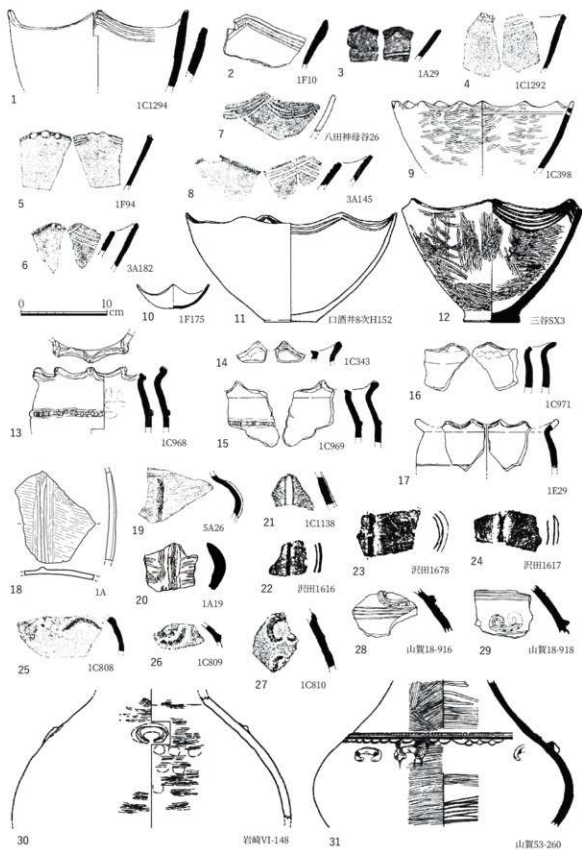 1 1C1294
2 1F10
3 1A29
4 1C1292
5 1F94
7 八田神母谷26
8 3A145
9 1C398
6 3A182
0 10 cm
10 1F175
11 口酒井8次H152
12 三谷SX3
13 1C968
14 1C343
15 1C969
16 1C971
17 1E29
18 1A
19 5A26
20 1A19
21 1C1138
22 沢田1616
23 沢田1678
24 沢田1617
25 1C808
26 1C809
27 1C810
28 山賀18-916
29 山賀18-918
30 岩崎VI-148
31 山賀53-260